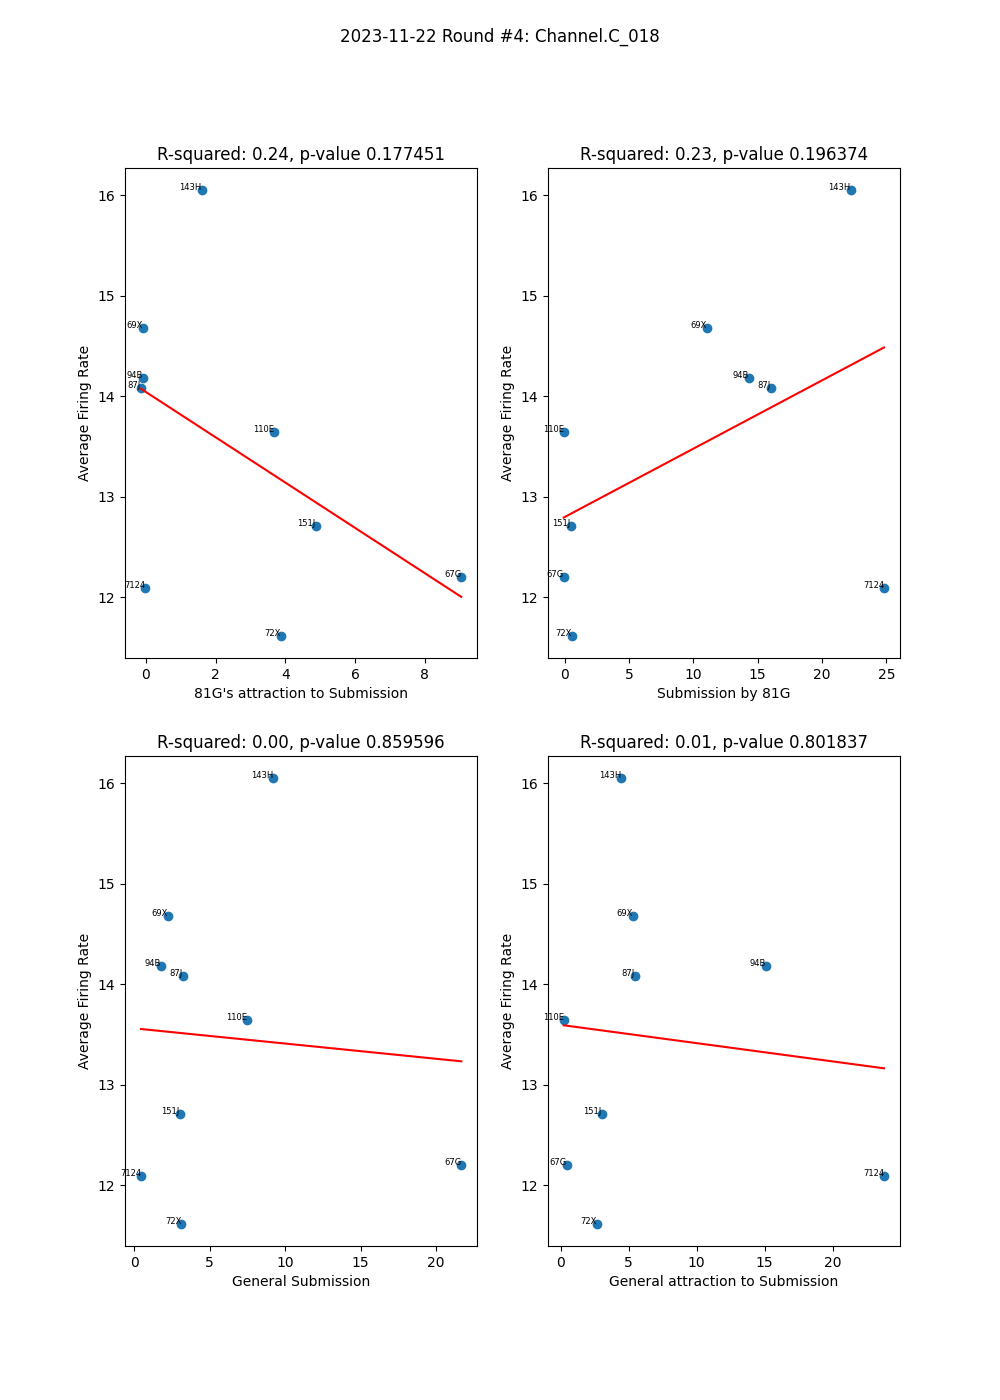 2023-11-22 Round #4: Channel.C_018
R-squared: 0.24, p-value 0.177451
16
15
14
13
12
Average Firing Rate
143H
69X
94B
87J
110E
151J
67G
7124
72X
0 2 4 6 8
81G's attraction to Submission
R-squared: 0.23, p-value 0.196374
16
15
14
13
12
Average Firing Rate
143H
69X
94B
87J
110E
151J
67G
7124
72X
0 5 10 15 20 25
Submission by 81G
R-squared: 0.00, p-value 0.859596
16
15
14
13
12
Average Firing Rate
143H
69X
94B
87J
110E
151J
67G
7124
72X
0 5 10 15 20
General Submission
R-squared: 0.01, p-value 0.801837
16
15
14
13
12
Average Firing Rate
143H
69X
94B
87J
110E
151J
67G
7124
72X
0 5 10 15 20
General attraction to Submission